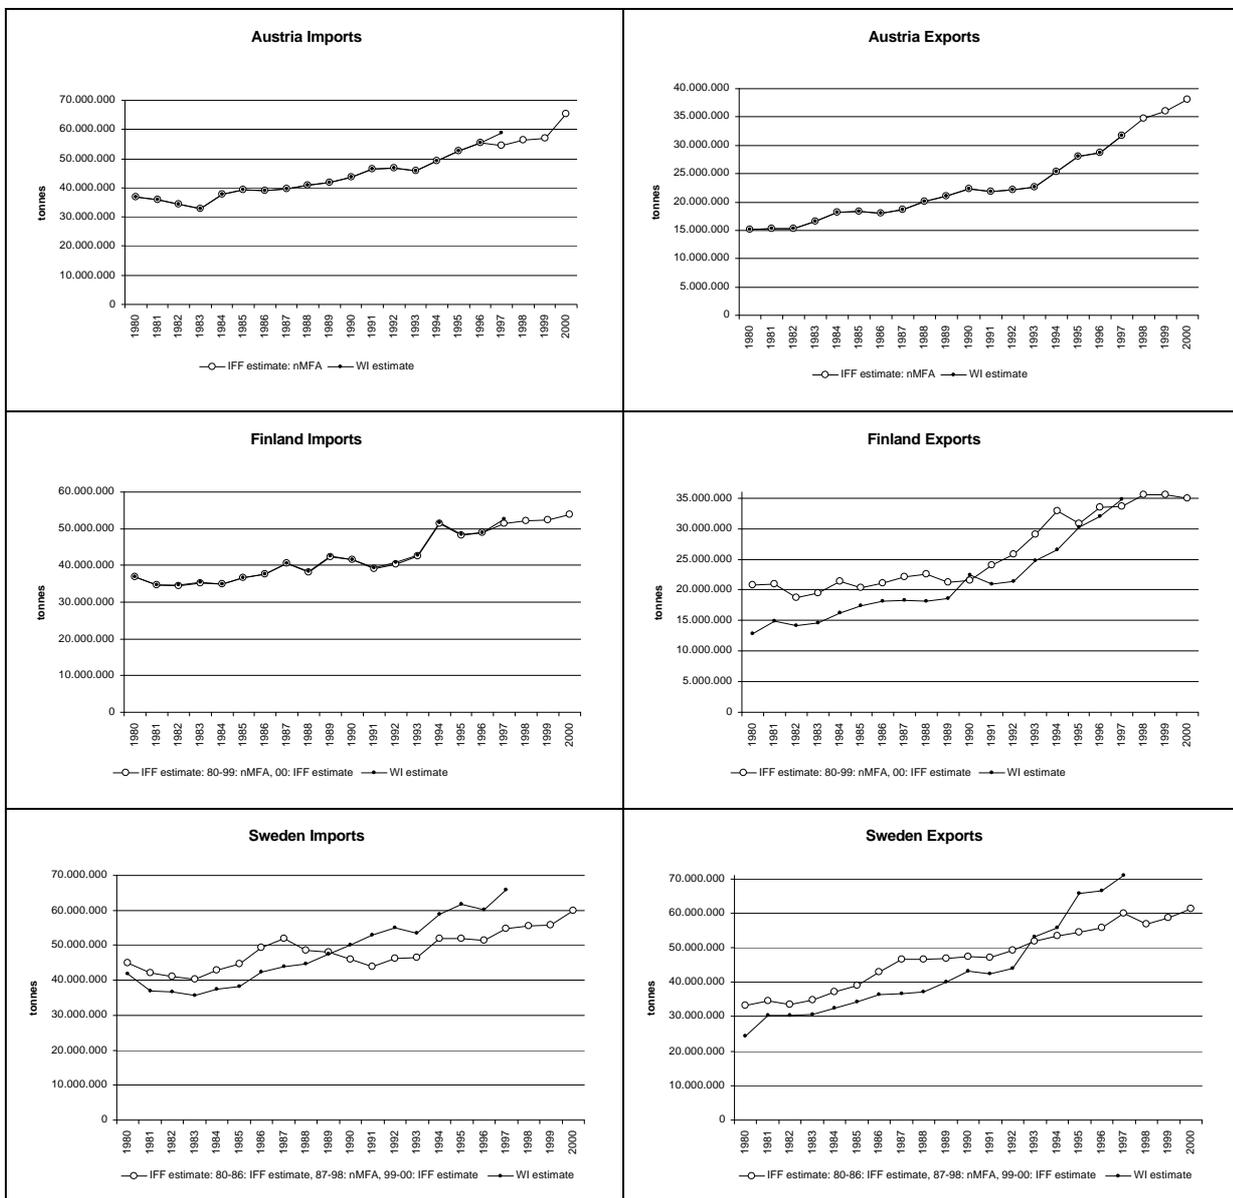 Austria Imports
70.000.000
60.000.000
50.000.000
40.000.000
30.000.000
20.000.000
10.000.000
0
tonnes
1980 1981 1982 1983 1984 1985 1986 1987 1988 1989 1990 1991 1992 1993 1994 1995 1996 1997 1998 1999 2000
IFF estimate: nMFA WI estimate
Austria Exports
40.000.000
35.000.000
30.000.000
25.000.000
20.000.000
15.000.000
10.000.000
5.000.000
0
tonnes
1980 1981 1982 1983 1984 1985 1986 1987 1988 1989 1990 1991 1992 1993 1994 1995 1996 1997 1998 1999 2000
IFF estimate: nMFA WI estimate
Finland Imports
60.000.000
50.000.000
40.000.000
30.000.000
20.000.000
10.000.000
0
tonnes
1980 1981 1982 1983 1984 1985 1986 1987 1988 1989 1990 1991 1992 1993 1994 1995 1996 1997 1998 1999 2000
IFF estimate: 80-99: nMFA, 00: IFF estimate WI estimate
Finland Exports
35.000.000
30.000.000
25.000.000
20.000.000
15.000.000
10.000.000
5.000.000
0
tonnes
1980 1981 1982 1983 1984 1985 1986 1987 1988 1989 1990 1991 1992 1993 1994 1995 1996 1997 1998 1999 2000
IFF estimate: 80-99: nMFA, 00: IFF estimate WI estimate
Sweden Imports
70.000.000
60.000.000
50.000.000
40.000.000
30.000.000
20.000.000
10.000.000
0
tonnes
1980 1981 1982 1983 1984 1985 1986 1987 1988 1989 1990 1991 1992 1993 1994 1995 1996 1997 1998 1999 2000
IFF estimate: 80-86: IFF estimate, 87-98: nMFA, 99-00: IFF estimate WI estimate
Sweden Exports
70.000.000
60.000.000
50.000.000
40.000.000
30.000.000
20.000.000
10.000.000
0
tonnes
1980 1981 1982 1983 1984 1985 1986 1987 1988 1989 1990 1991 1992 1993 1994 1995 1996 1997 1998 1999 2000
IFF estimate: 80-86: IFF estimate, 87-98: nMFA, 99-00: IFF estimate WI estimate